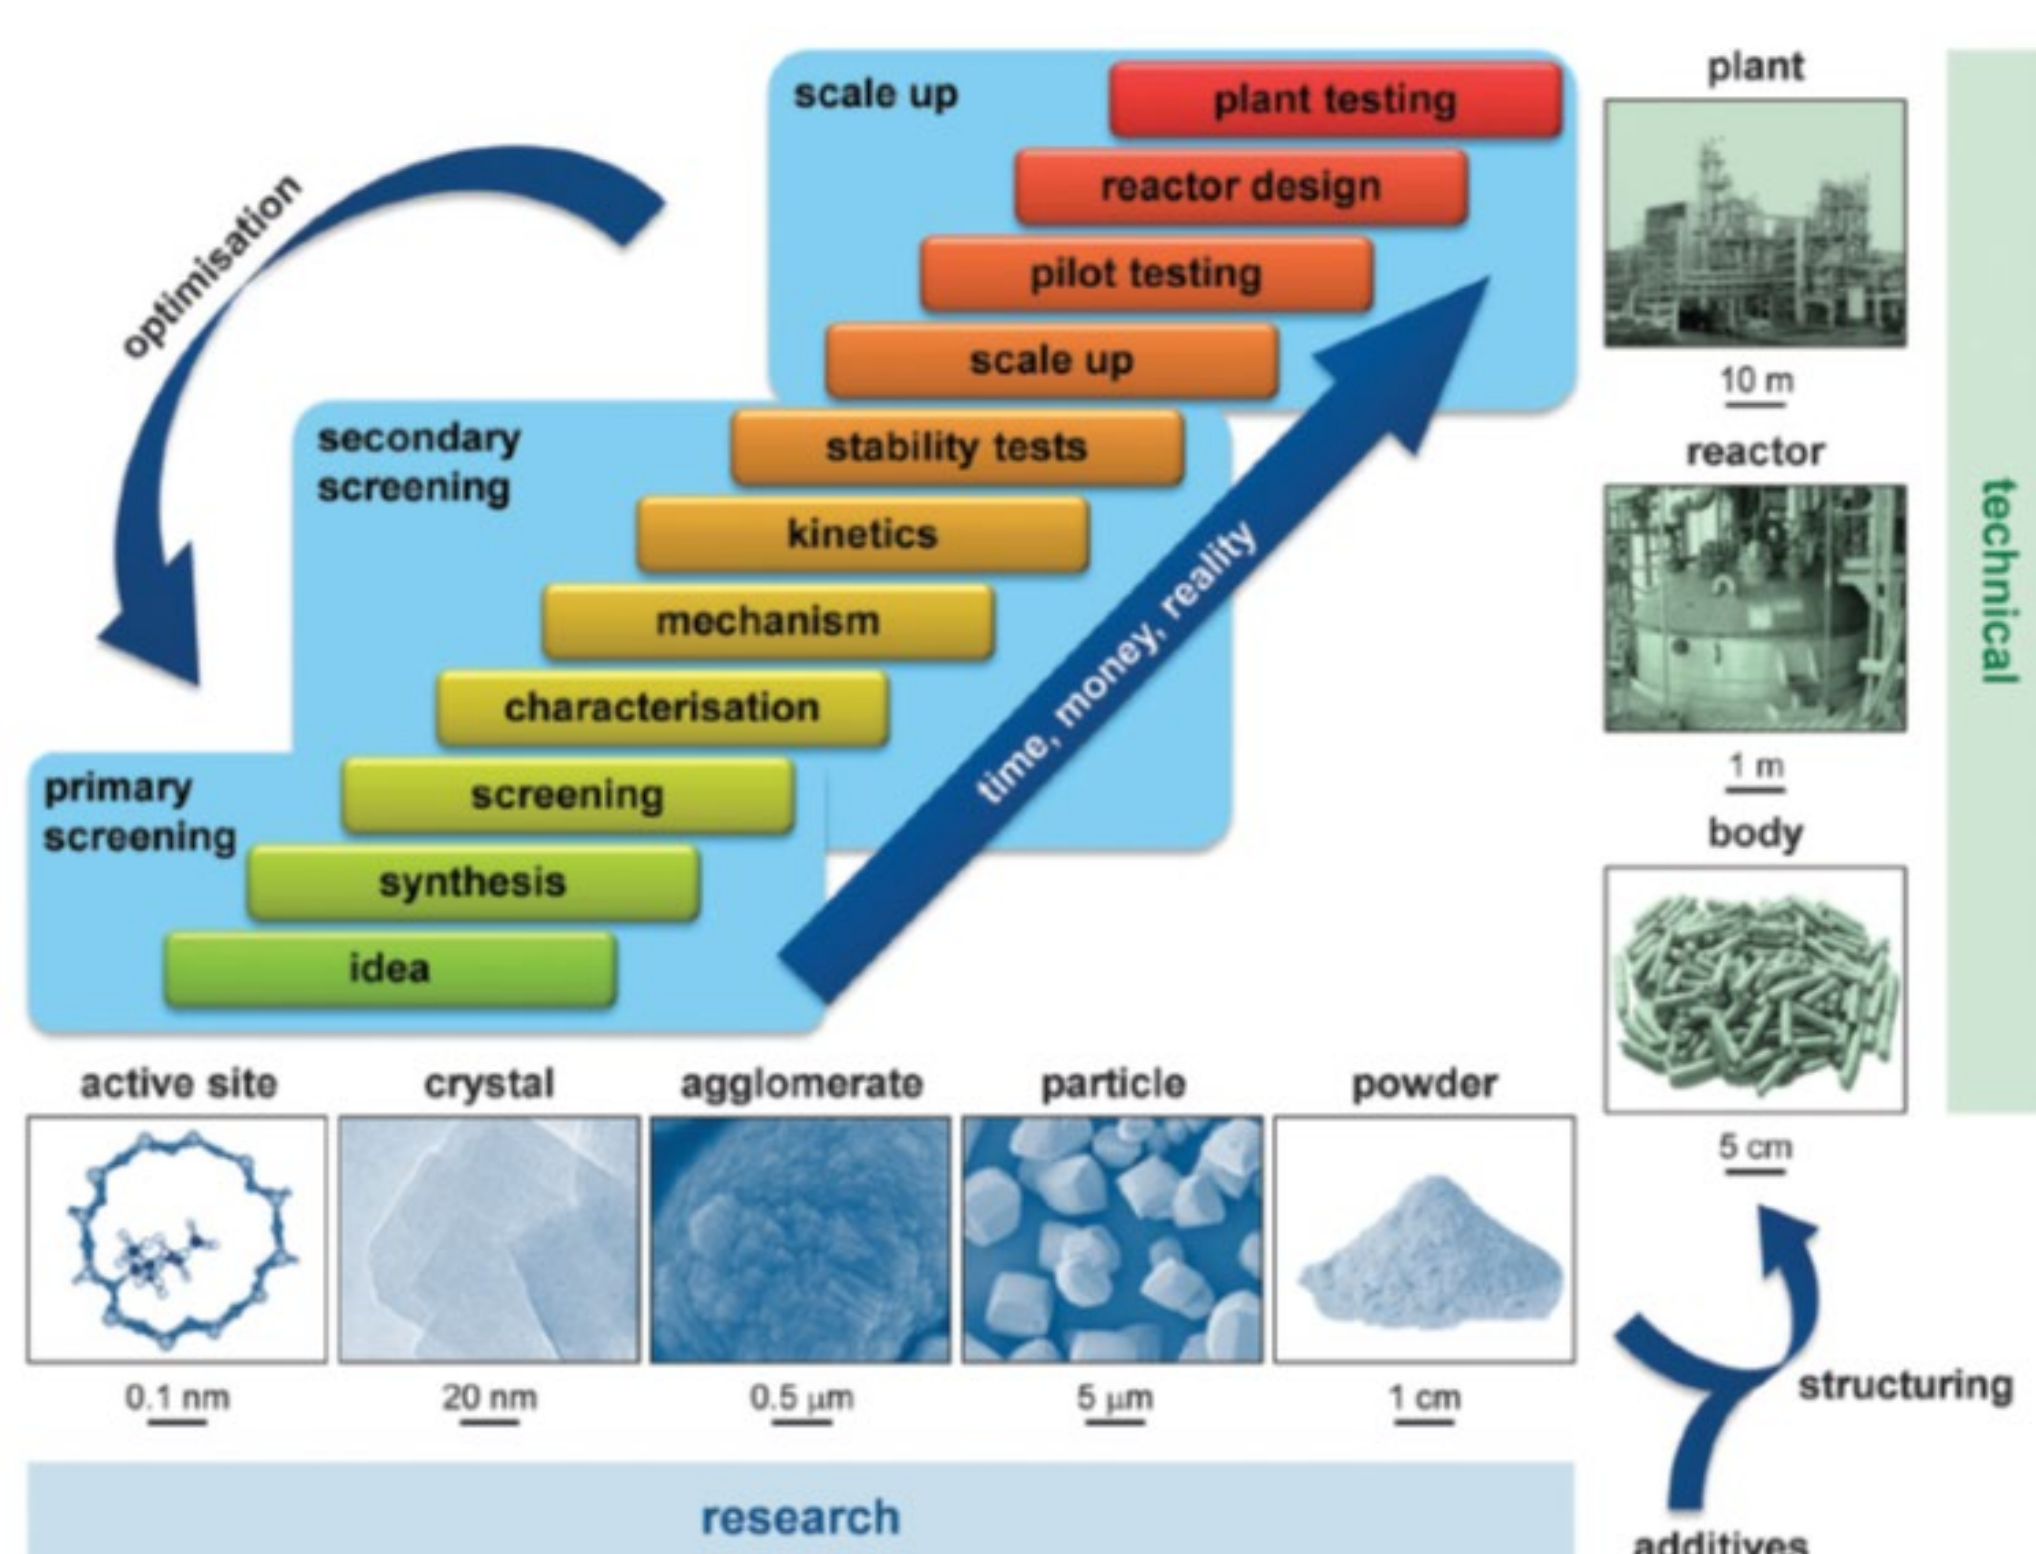 scale up
plant testing
reactor design
pilot testing
scale up
optimisation
secondary
screening
stability tests
kinetics
mechanism
characterisation
time, money, reality
primary
screening
screening
synthesis
idea
plant
10 m
reactor
1 m
body
5 cm
technical
active site
crystal
agglomerate
particle
powder
0.1 nm
20 nm
0.5 µm
5 µm
1 cm
structuring
research
additives